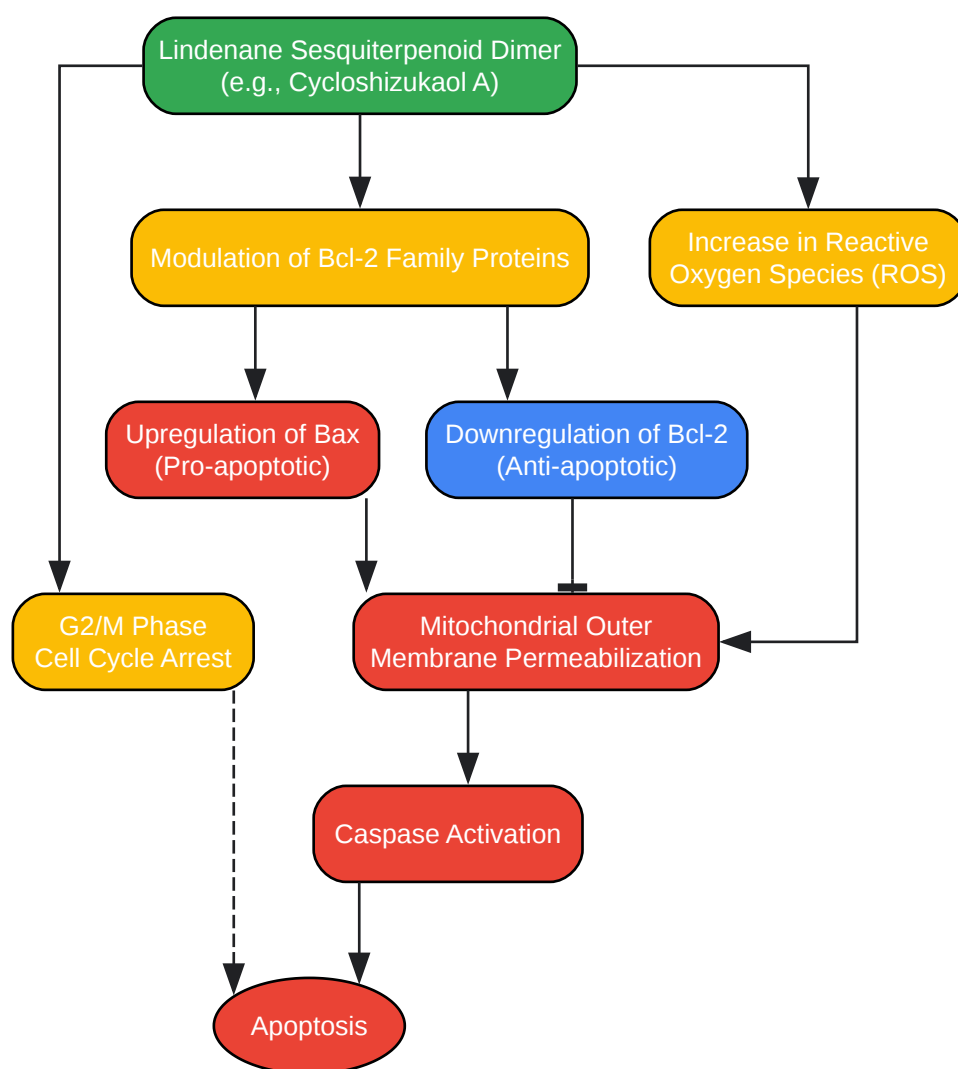 Lindenane Sesquiterpenoid Dimer
(e.g., Cycloshizukaol A)
Modulation of Bcl-2 Family Proteins
Increase in Reactive
Oxygen Species (ROS)
Upregulation of Bax
(Pro-apoptotic)
Downregulation of Bcl-2
(Anti-apoptotic)
G2/M Phase
Cell Cycle Arrest
Mitochondrial Outer
Membrane Permeabilization
Caspase Activation
Apoptosis